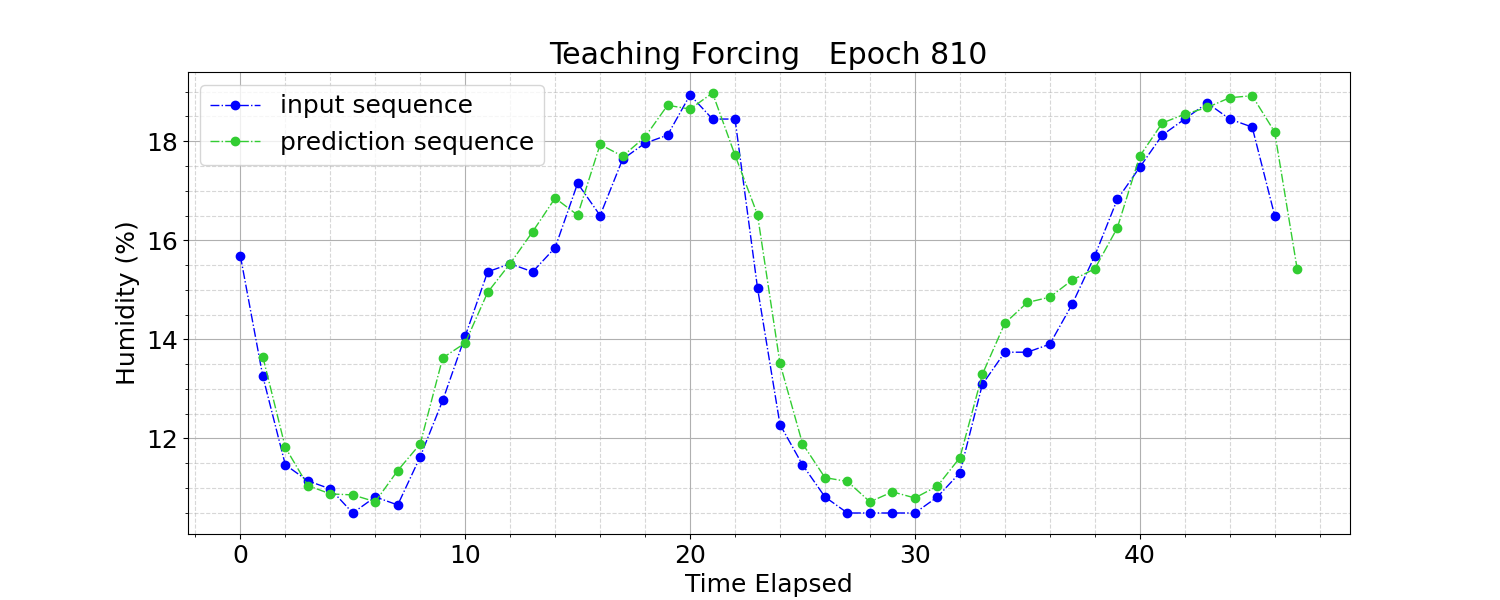 Teaching Forcing   Epoch 810
input sequence
prediction sequence
Humidity (%)
18
16
14
12
0 10 20 30 40
Time Elapsed